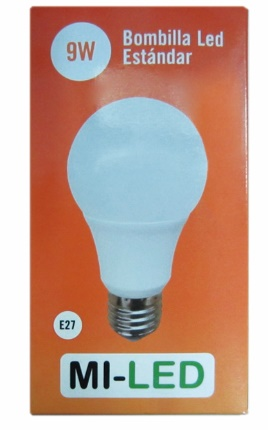 9W
Bombilla Led
Estándar
E27
MI-LED